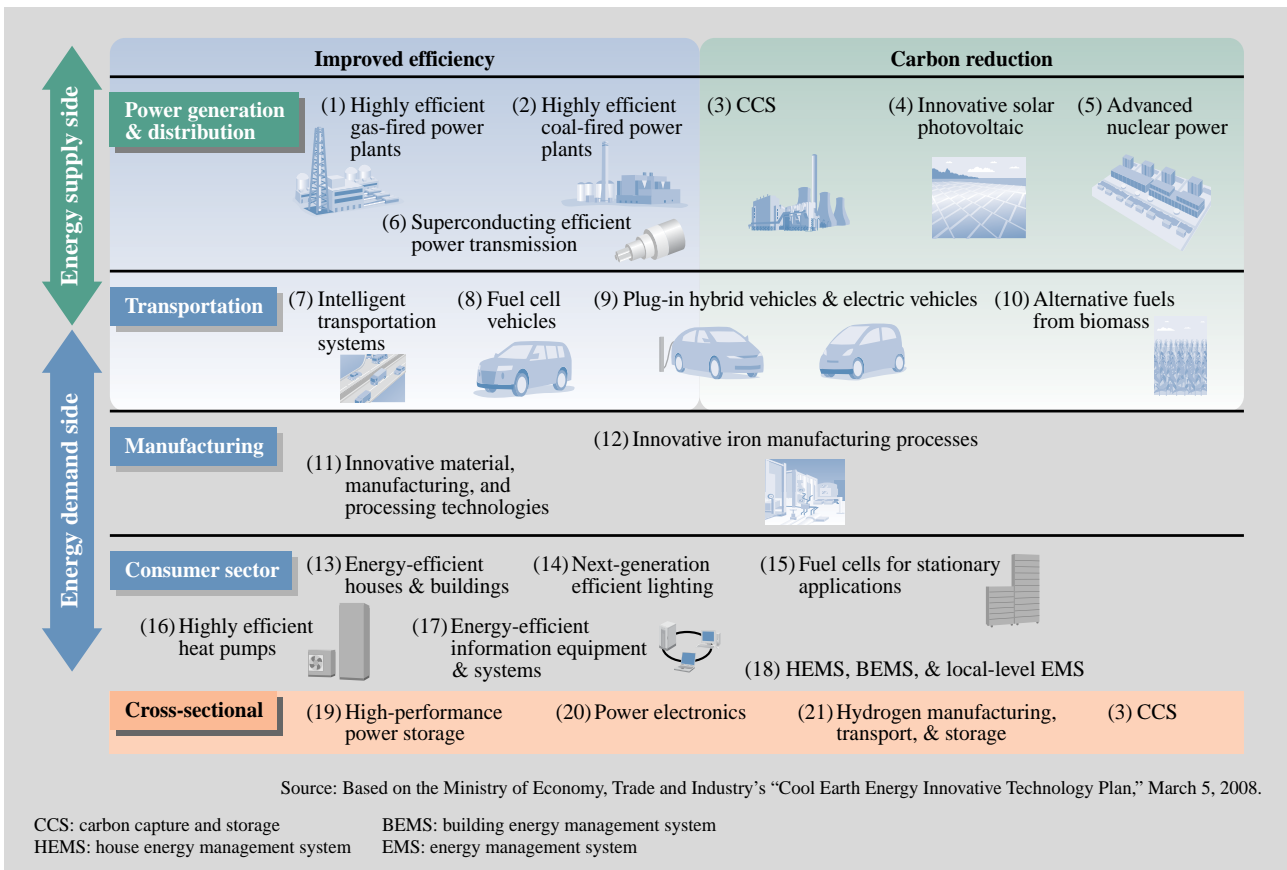 Improved efficiency
Carbon reduction
Energy supply side
Power generation
& distribution
(1) Highly efficient
gas-fired power
plants
(2) Highly efficient
coal-fired power
plants
(3) CCS
(4) Innovative solar
photovoltaic
(5) Advanced
nuclear power
(6) Superconducting efficient
power transmission
Energy demand side
Transportation
(7) Intelligent
transportation
systems
(8) Fuel cell
vehicles
(9) Plug-in hybrid vehicles & electric vehicles
(10) Alternative fuels
from biomass
Manufacturing
(11) Innovative material,
manufacturing, and
processing technologies
(12) Innovative iron manufacturing processes
Consumer sector
(13) Energy-efficient
houses & buildings
(14) Next-generation
efficient lighting
(15) Fuel cells for stationary
applications
(16) Highly efficient
heat pumps
(17) Energy-efficient
information equipment
& systems
(18) HEMS, BEMS, & local-level EMS
Cross-sectional
(19) High-performance
power storage
(20) Power electronics
(21) Hydrogen manufacturing,
transport, & storage
(3) CCS
Source: Based on the Ministry of Economy, Trade and Industry's “Cool Earth Energy Innovative Technology Plan,” March 5, 2008.
CCS: carbon capture and storage
HEMS: house energy management system
BEMS: building energy management system
EMS: energy management system